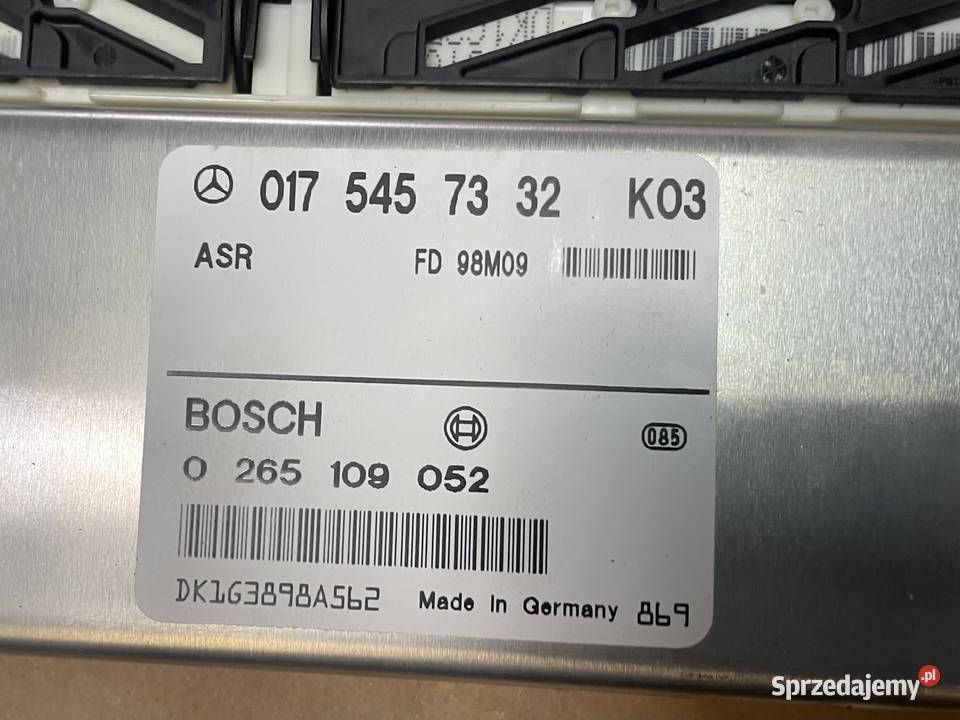 017 545 73 32 K03
ASR FD 98M09
BOSCH
085
0 265 109 052
DK1G3898A562 Made In Germany 869
Sprzedajemy.pl